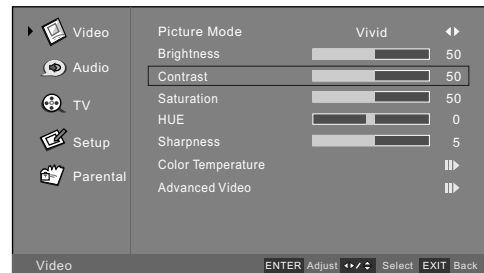 Video
Audio
TV
Setup
Parental
Picture Mode Vivid
Brightness 50
Contrast 50
Saturation 50
HUE 0
Sharpness 5
Color Temperature
Advanced Video
Video ENTER Adjust Select EXIT Back